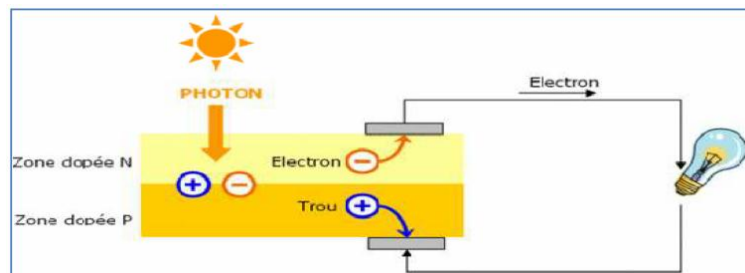 PHOTON
Electron
Zone dopée N
Electron
Trou
Zone dopée P